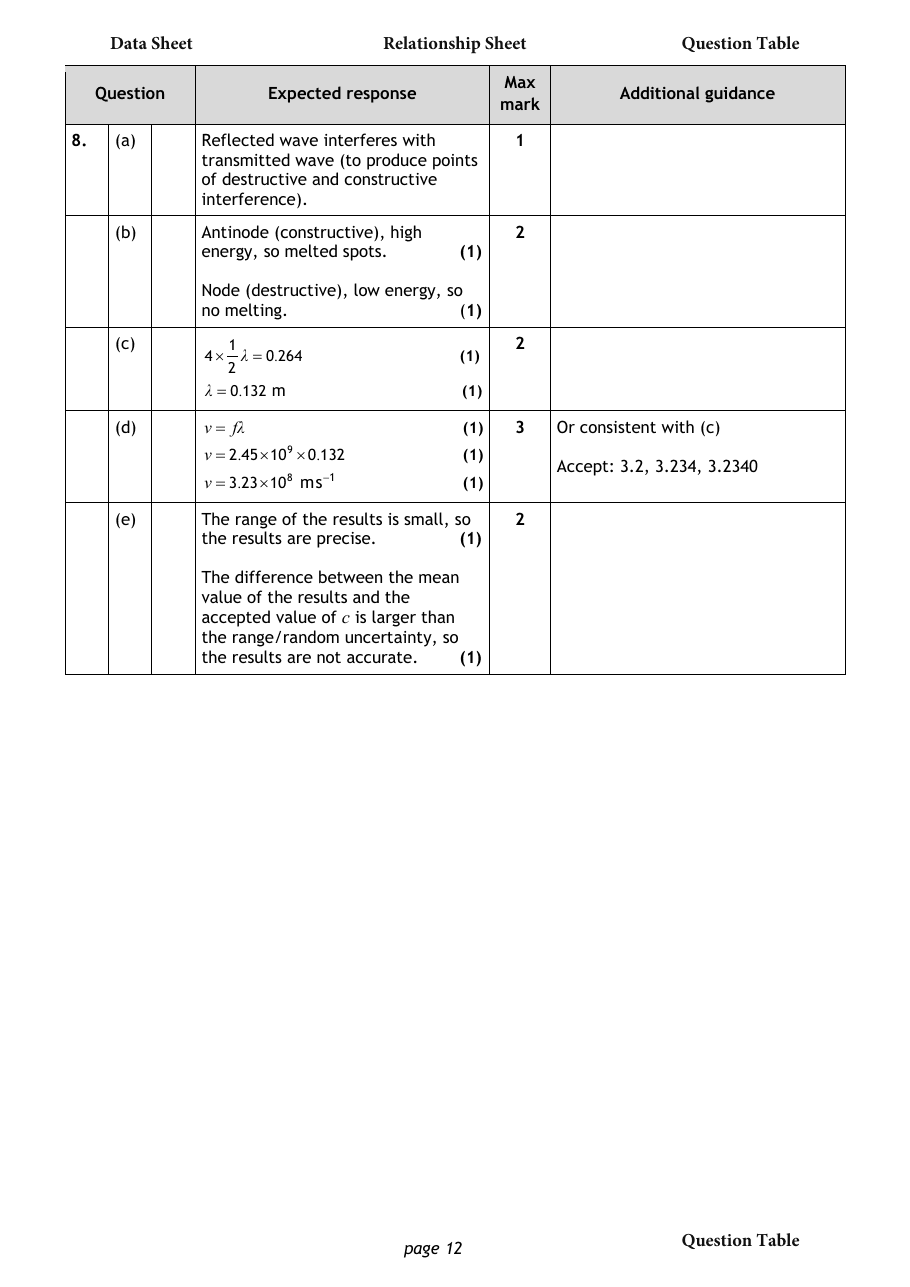 Data Sheet Relationship Sheet Question Table
Question Expected response Max mark Additional guidance
8. (a) Reflected wave interferes with 1
transmitted wave (to produce points
of destructive and constructive
interference).
(b) Antinode (constructive), high 2
energy, so melted spots. (1)
Node (destructive), low energy, so
no melting. (1)
(c) 4×1/2 λ = 0.264 (1) 2
λ = 0.132 m (1)
(d) v = fλ (1) 3 Or consistent with (c)
v = 2.45×10⁹×0.132 (1)
Accept: 3.2, 3.234, 3.2340
v = 3.23×10⁸ ms⁻¹ (1)
(e) The range of the results is small, so 2
the results are precise. (1)
The difference between the mean
value of the results and the
accepted value of c is larger than
the range/random uncertainty, so
the results are not accurate. (1)
page 12 Question Table